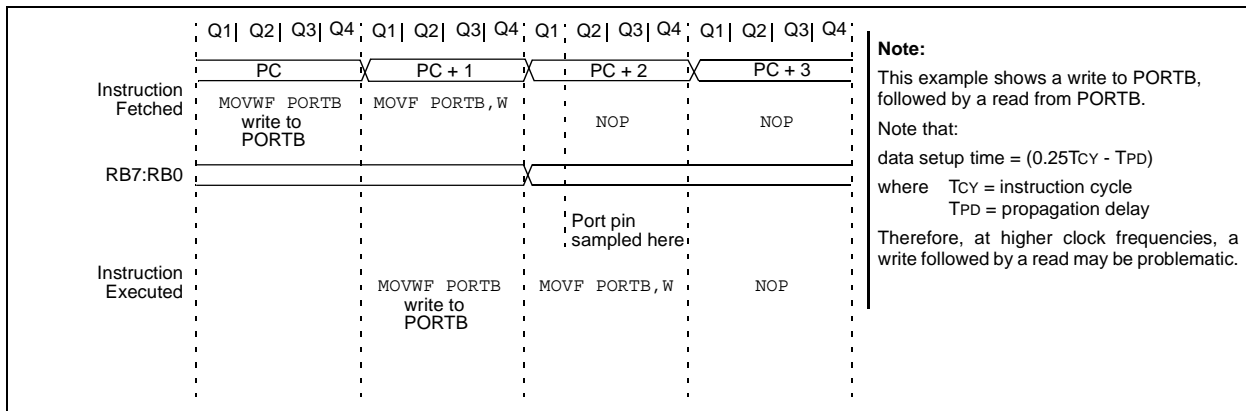 Q1| Q2| Q3| Q4 Q1| Q2| Q3| Q4 Q1 Q2| Q3| Q4 Q1| Q2| Q3| Q4
PC PC + 1 PC + 2 PC + 3
Instruction
Fetched
MOVWF PORTB MOVF PORTB,W
write to
PORTB
NOP NOP
RB7:RB0
Port pin
sampled here
Instruction
Executed
MOVWF PORTB MOVF PORTB,W NOP
write to
PORTB
Note:
This example shows a write to PORTB,
followed by a read from PORTB.
Note that:
data setup time = (0.25TCY - TPD)
where TCY = instruction cycle
TPD = propagation delay
Therefore, at higher clock frequencies, a
write followed by a read may be problematic.